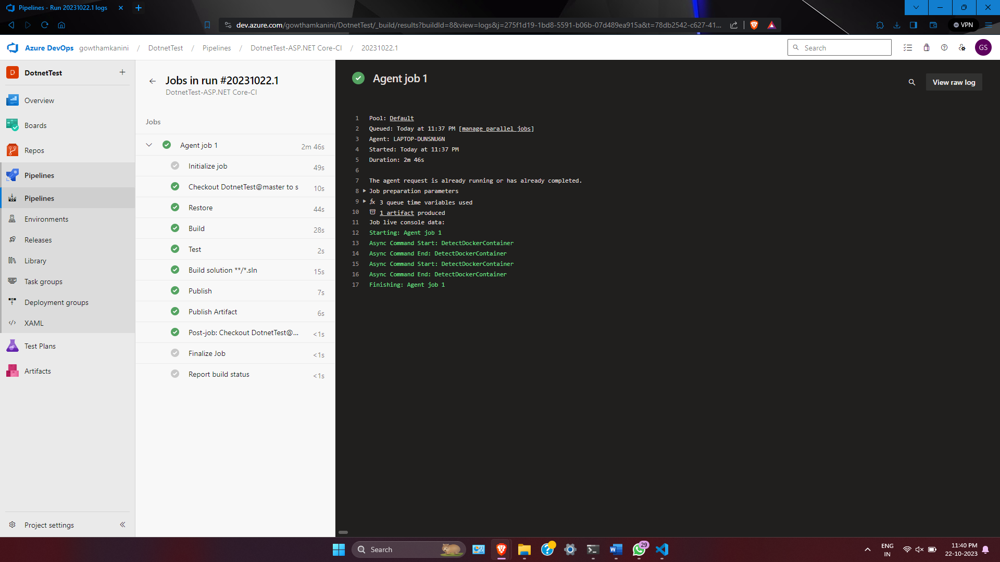 Pipelines - Run 20231022.1 logs
dev.azure.com/gowthamkanini/DotnetTest/_build/results?buildId=8&view=logs&j=275f1d19-1bd8-5591-b06b-07d489ea915a&t=78db2542-c627-41...
VPN
Azure DevOps gowthamkanini / DotnetTest / Pipelines / DotnetTest-ASP.NET Core-CI / 20231022.1
Search
GS
D DotnetTest
Overview
Boards
Repos
Pipelines
Pipelines
Environments
Releases
Library
Task groups
Deployment groups
XAML
Test Plans
Artifacts
Project settings
Jobs in run #20231022.1
DotnetTest-ASP.NET Core-CI
Jobs
Agent job 1 2m 46s
Initialize job 49s
Checkout DotnetTest@master to s 10s
Restore 44s
Build 28s
Test 2s
Build solution **/*.sln 15s
Publish 7s
Publish Artifact 6s
Post-job: Checkout DotnetTest@... <1s
Finalize Job <1s
Report build status <1s
Agent job 1
View raw log
1 Pool: Default
2 Queued: Today at 11:37 PM [manage parallel jobs]
3 Agent: LAPTOP-DUNSNU6N
4 Started: Today at 11:37 PM
5 Duration: 2m 46s
6
7 The agent request is already running or has already completed.
8 Job preparation parameters
9 fx 3 queue time variables used
10 1 artifact produced
11 Job live console data:
12 Starting: Agent job 1
13 Async Command Start: DetectDockerContainer
14 Async Command End: DetectDockerContainer
15 Async Command Start: DetectDockerContainer
16 Async Command End: DetectDockerContainer
17 Finishing: Agent job 1
Search
29
ENG
IN
11:40 PM
22-10-2023